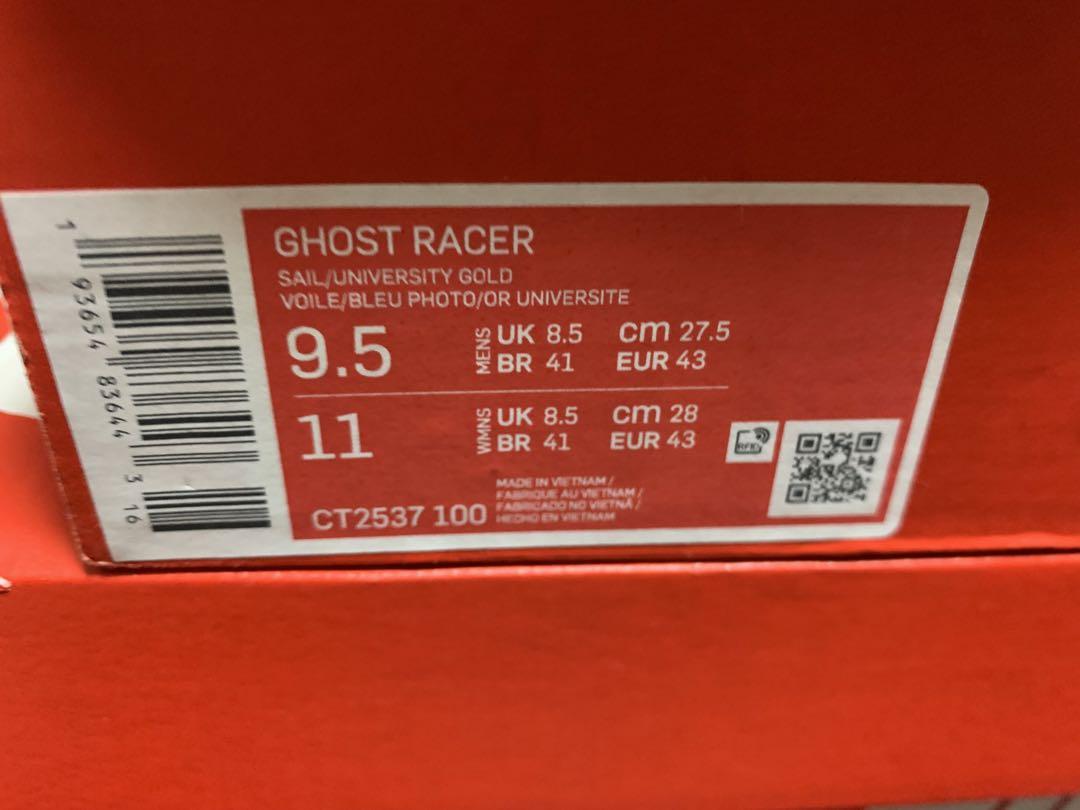 GHOST RACER
SAIL/UNIVERSITY GOLD
VOILE/BLEU PHOTO/OR UNIVERSITE
9.5 MENS UK 8.5 cm 27.5
BR 41 EUR 43
11 WMNS UK 8.5 cm 28
BR 41 EUR 43
RFID
CT2537 100
MADE IN VIETNAM /
FABRIQUE AU VIETNAM /
FABRICADO NO VIETNÃ /
HECHO EN VIETNAM
1 93654 83644 3 16